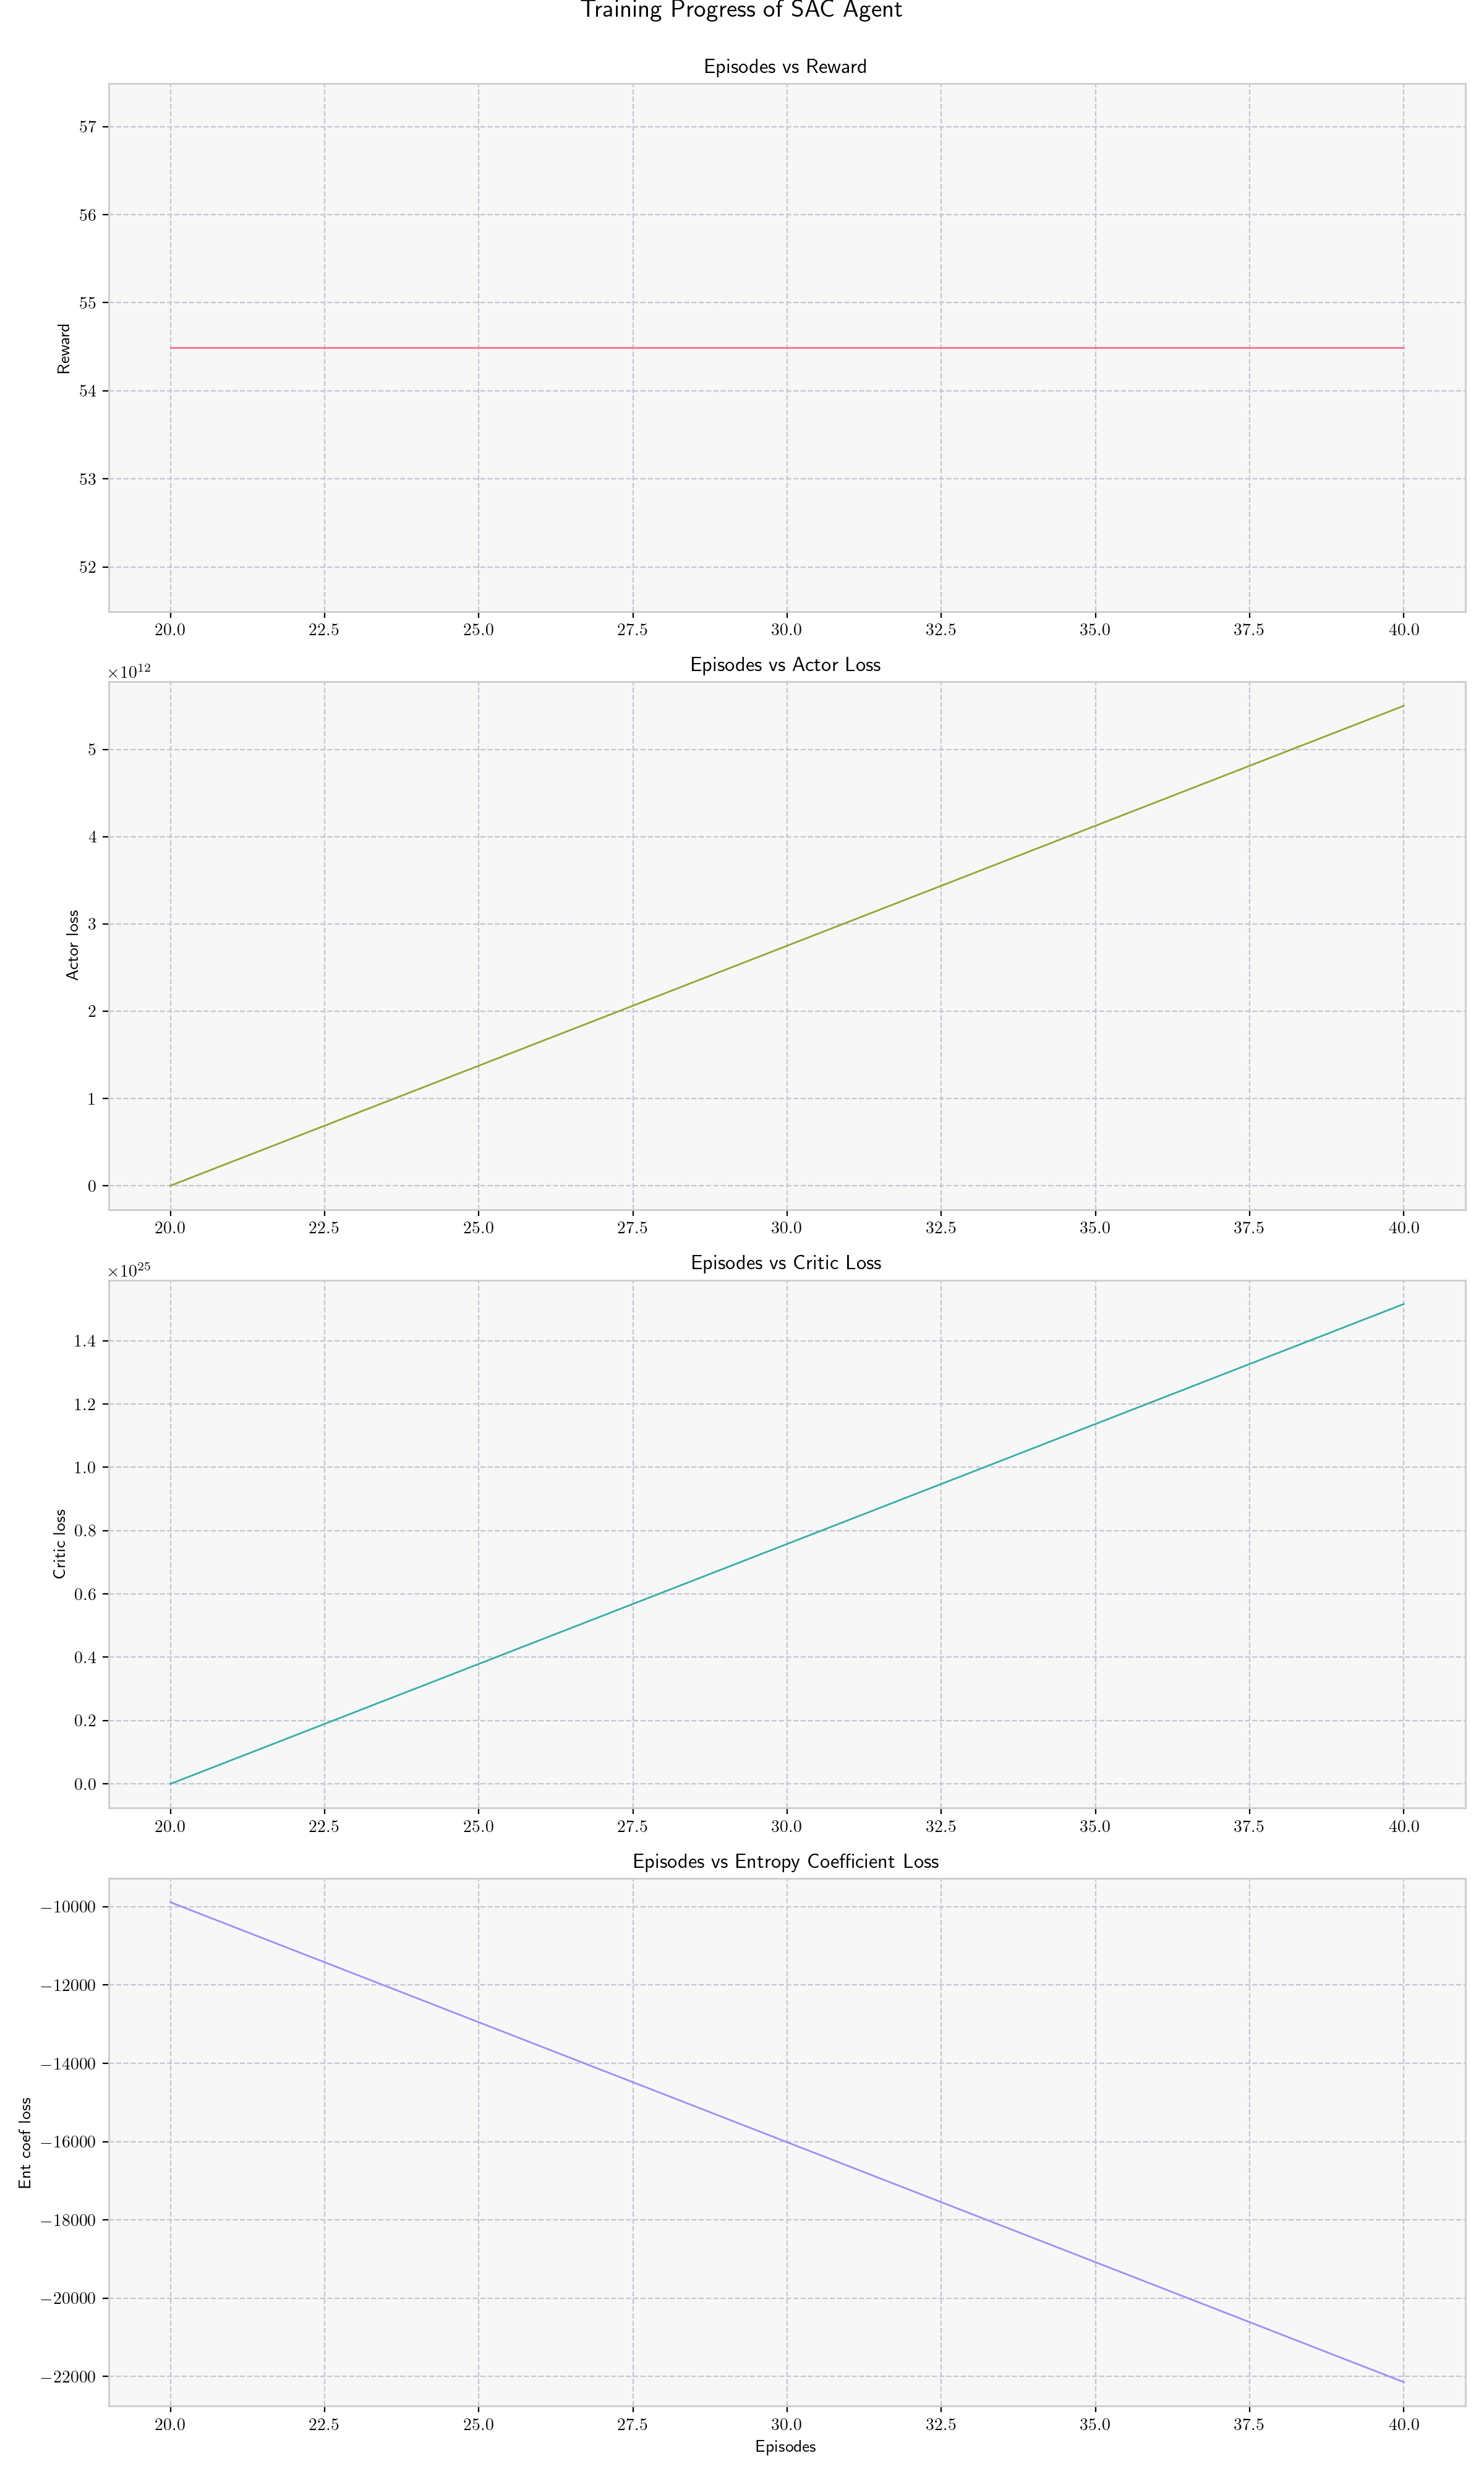 Training Progress of SAC Agent
Episodes vs Reward
57
56
55
54
53
52
Reward
20.0 22.5 25.0 27.5 30.0 32.5 35.0 37.5 40.0
Episodes vs Actor Loss
×10¹²
5
4
3
2
1
0
Actor loss
20.0 22.5 25.0 27.5 30.0 32.5 35.0 37.5 40.0
Episodes vs Critic Loss
×10²⁵
1.4
1.2
1.0
0.8
0.6
0.4
0.2
0.0
Critic loss
20.0 22.5 25.0 27.5 30.0 32.5 35.0 37.5 40.0
Episodes vs Entropy Coefficient Loss
−10000
−12000
−14000
−16000
−18000
−20000
−22000
Ent coef loss
20.0 22.5 25.0 27.5 30.0 32.5 35.0 37.5 40.0
Episodes